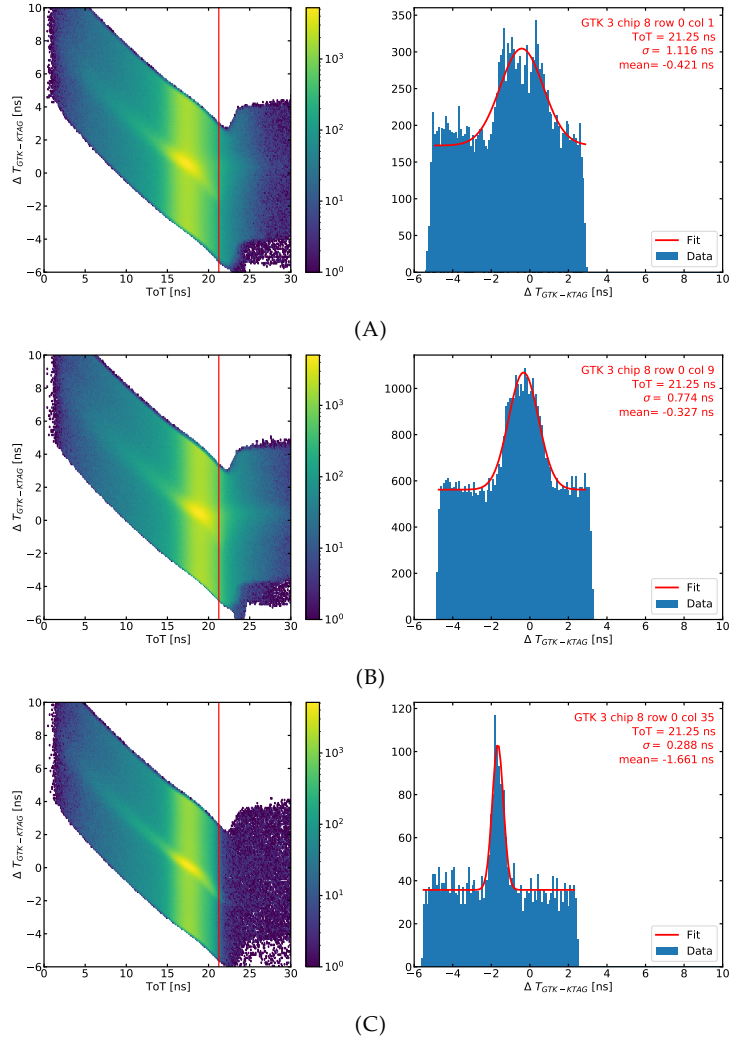 10
8
6
4
2
0
−2
−4
−6
Δ T_GTK−KTAG [ns]
0 5 10 15 20 25 30
ToT [ns]
10^3
10^2
10^1
10^0
350
300
250
200
150
100
50
0
−6 −4 −2 0 2 4 6 8 10
Δ T_GTK−KTAG [ns]
GTK 3 chip 8 row 0 col 1
ToT = 21.25 ns
σ = 1.116 ns
mean= -0.421 ns
Fit
Data
(A)
10
8
6
4
2
0
−2
−4
−6
Δ T_GTK−KTAG [ns]
0 5 10 15 20 25 30
ToT [ns]
10^3
10^2
10^1
10^0
1000
800
600
400
200
0
−6 −4 −2 0 2 4 6 8 10
Δ T_GTK−KTAG [ns]
GTK 3 chip 8 row 0 col 9
ToT = 21.25 ns
σ = 0.774 ns
mean= -0.327 ns
Fit
Data
(B)
10
8
6
4
2
0
−2
−4
−6
Δ T_GTK−KTAG [ns]
0 5 10 15 20 25 30
ToT [ns]
10^3
10^2
10^1
10^0
120
100
80
60
40
20
0
−6 −4 −2 0 2 4 6 8 10
Δ T_GTK−KTAG [ns]
GTK 3 chip 8 row 0 col 35
ToT = 21.25 ns
σ = 0.288 ns
mean= -1.661 ns
Fit
Data
(C)